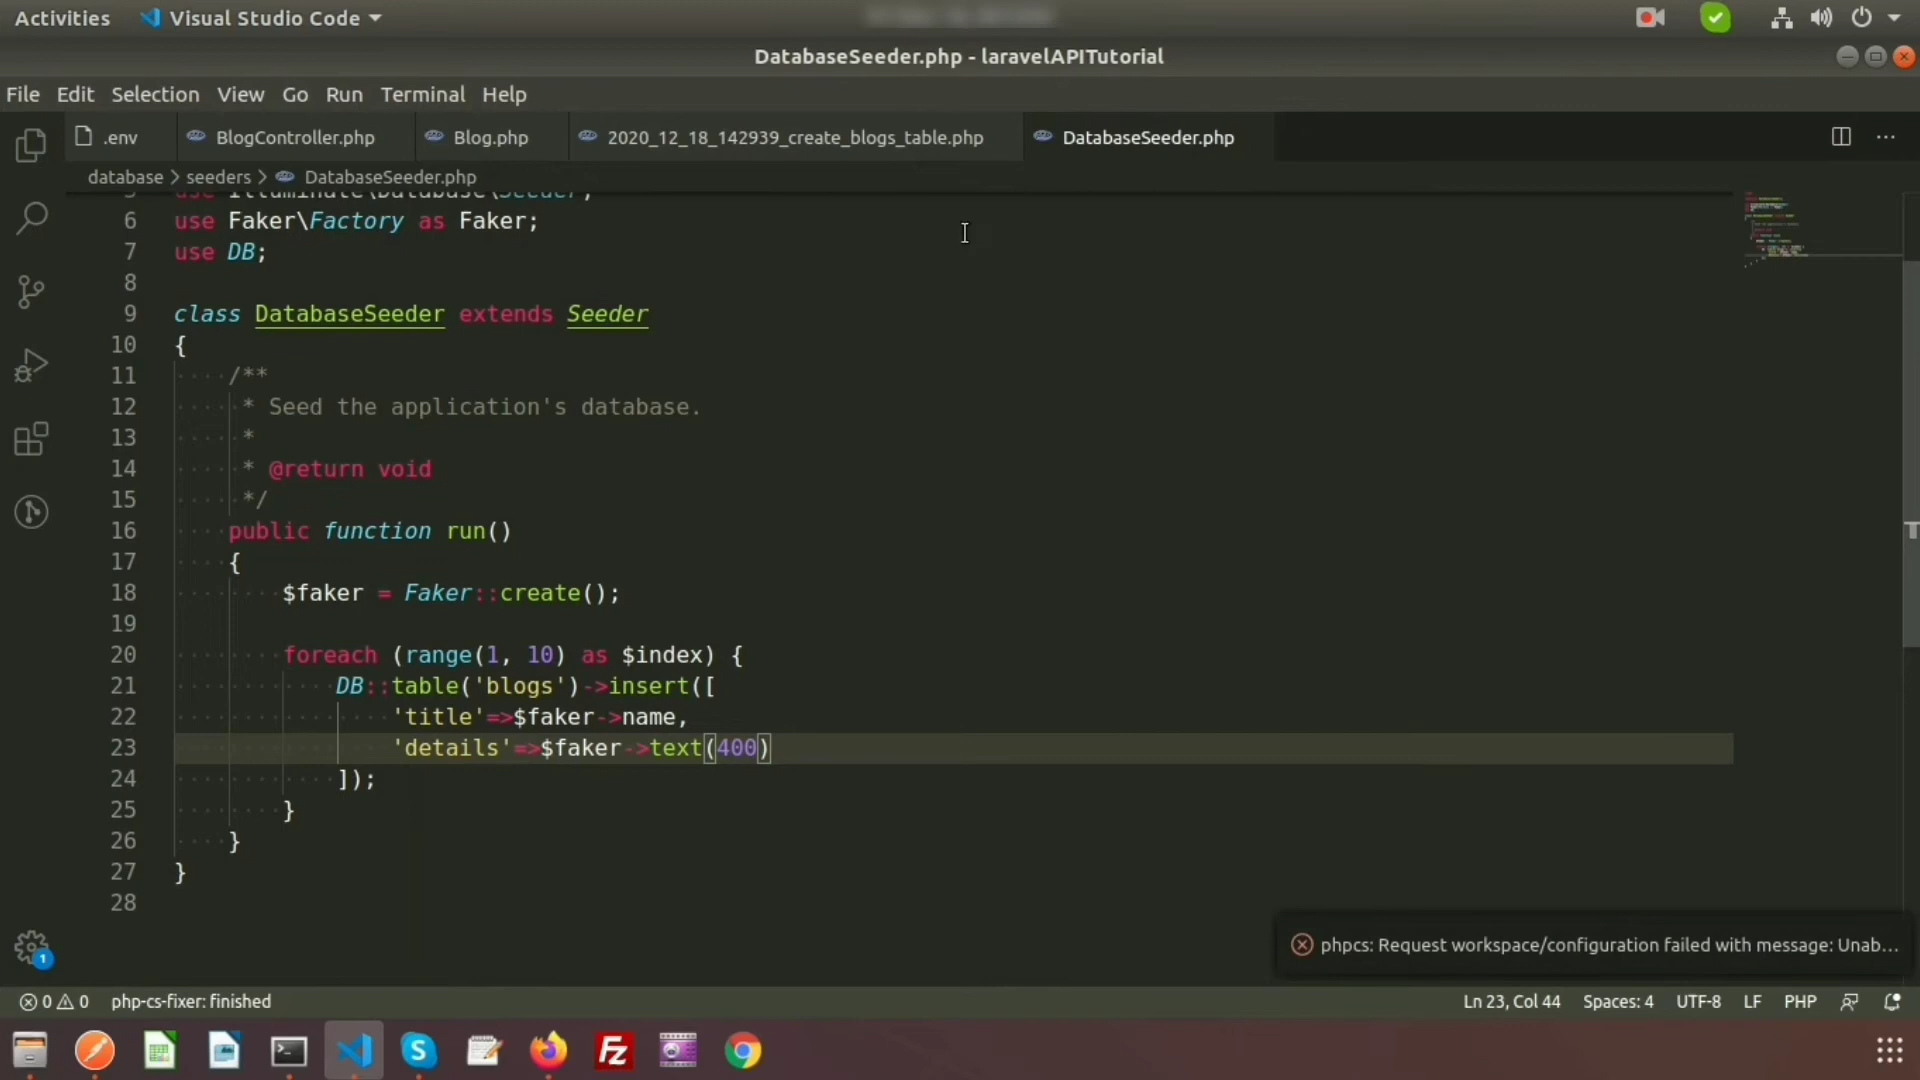 Activities Visual Studio Code
DatabaseSeeder.php - laravelAPITutorial
File Edit Selection View Go Run Terminal Help
.env BlogController.php Blog.php 2020_12_18_142939_create_blogs_table.php DatabaseSeeder.php
database > seeders > DatabaseSeeder.php
5 use Illuminate\Database\Seeder;
6 use Faker\Factory as Faker;
7 use DB;
8
9 class DatabaseSeeder extends Seeder
10 {
11 /**
12 * Seed the application's database.
13 *
14 * @return void
15 */
16 public function run()
17 {
18 $faker = Faker::create();
19
20 foreach (range(1, 10) as $index) {
21 DB::table('blogs')->insert([
22 'title'=>$faker->name,
23 'details'=>$faker->text(400)
24 ]);
25 }
26 }
27 }
28
phpcs: Request workspace/configuration failed with message: Unab...
1
0 0 php-cs-fixer: finished Ln 23, Col 44 Spaces: 4 UTF-8 LF PHP